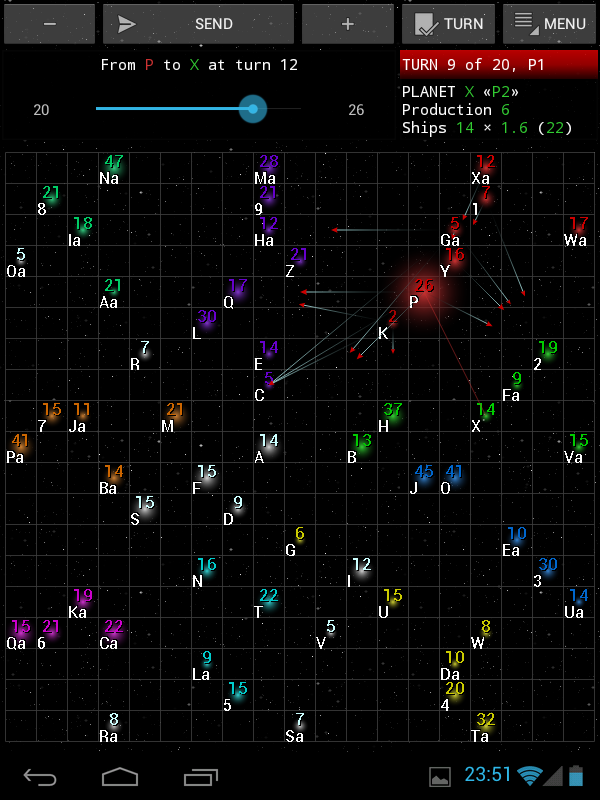 − SEND + TURN MENU
From P to X at turn 12
TURN 9 of 20, P1
20 26
PLANET X «P2»
Production 6
Ships 14 × 1.6 (22)
47 28 12
Na Ma Xa
21 21 7
8 9 1
18 12 5 17
Ia Ha Ga Wa
5 21 16
Oa Z Y
21 17 26
Aa Q P
30 2
L K
7 14 19
R E 2
5 9
C Fa
15 11 21 37 14
7 Ja M H X
41 14 13 15
Pa A B Va
14 15 45 41
Ba F J O
15 9
S D
6 10
G Ea
16 12 30
N I 3
19 22 15 14
Ka T U Ua
15 21 22 5 8
Qa 6 Ca V W
9 10
La Da
15 20
5 4
8 7 32
Ra Sa Ta
23:51